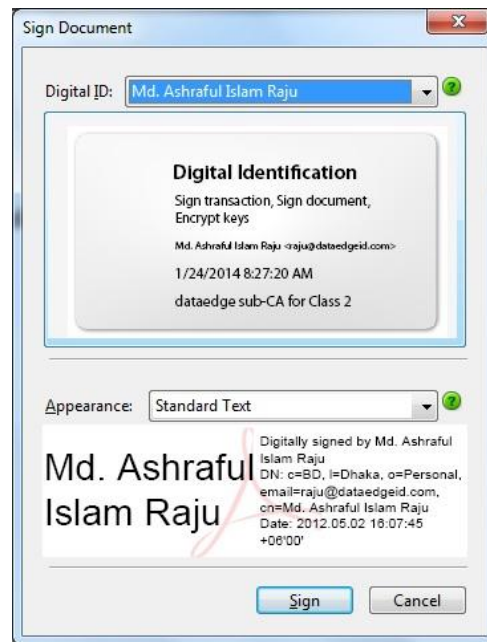 Sign Document
Digital ID: Md. Ashraful Islam Raju
Digital Identification
Sign transaction, Sign document,
Encrypt keys
Md. Ashraful Islam Raju <raju@dataedgeid.com>
1/24/2014 8:27:20 AM
dataedge sub-CA for Class 2
Appearance: Standard Text
Md. Ashraful
Islam Raju
Digitally signed by Md. Ashraful
Islam Raju
DN: c=BD, l=Dhaka, o=Personal,
email=raju@dataedgeid.com,
cn=Md. Ashraful Islam Raju
Date: 2012.05.02 16:07:45
+06'00'
Sign
Cancel